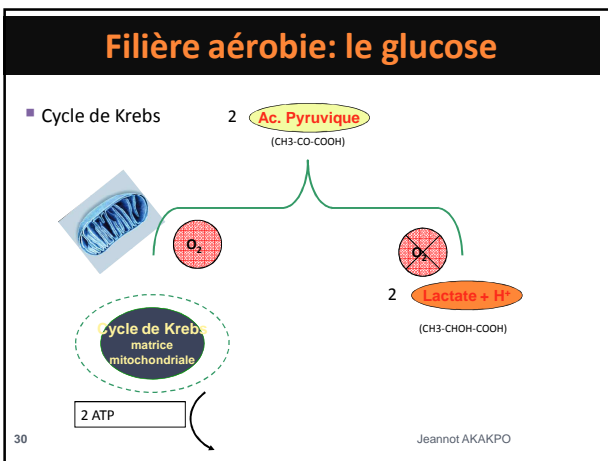 Filière aérobie: le glucose
Cycle de Krebs
2 Ac. Pyruvique
(CH3-CO-COOH)
O2
O2
2 Lactate + H+
(CH3-CHOH-COOH)
Cycle de Krebs
matrice
mitochondriale
2 ATP
30
Jeannot AKAKPO